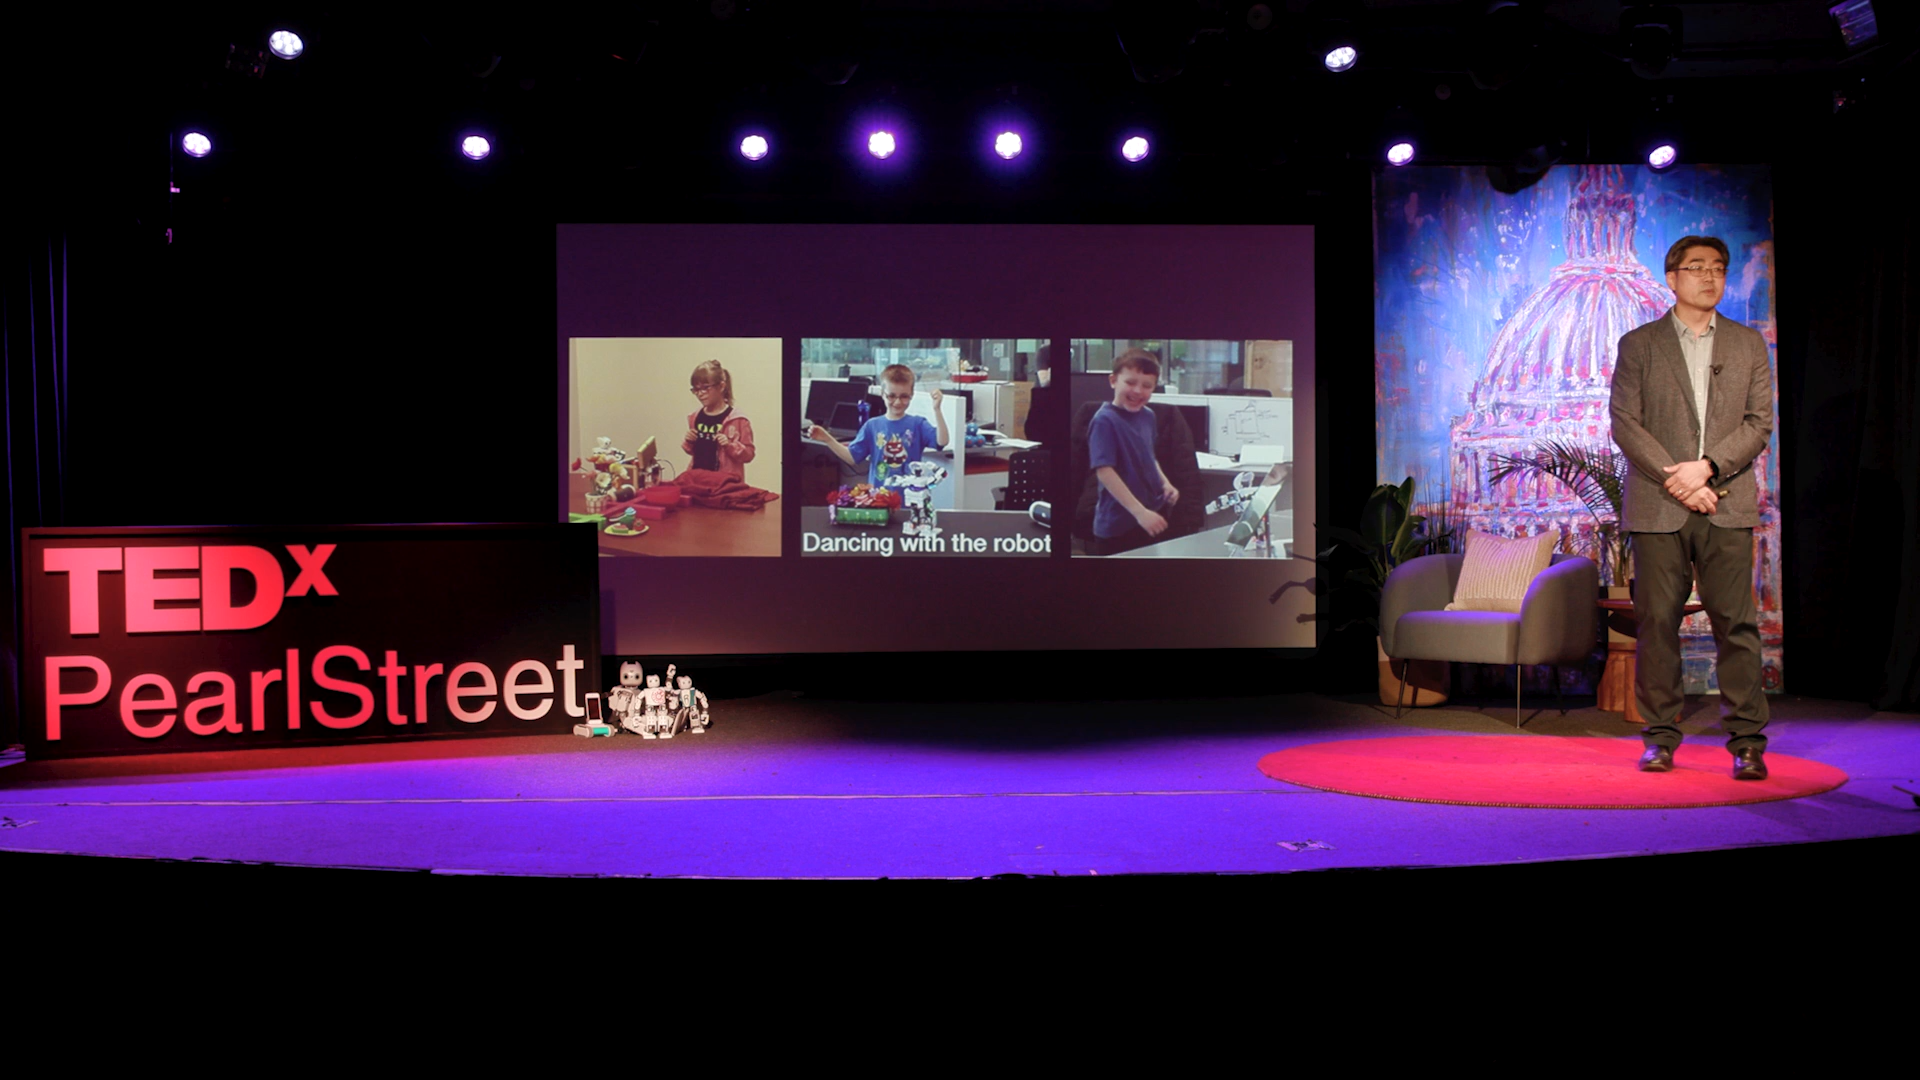 TEDx
PearlStreet
Dancing with the robot